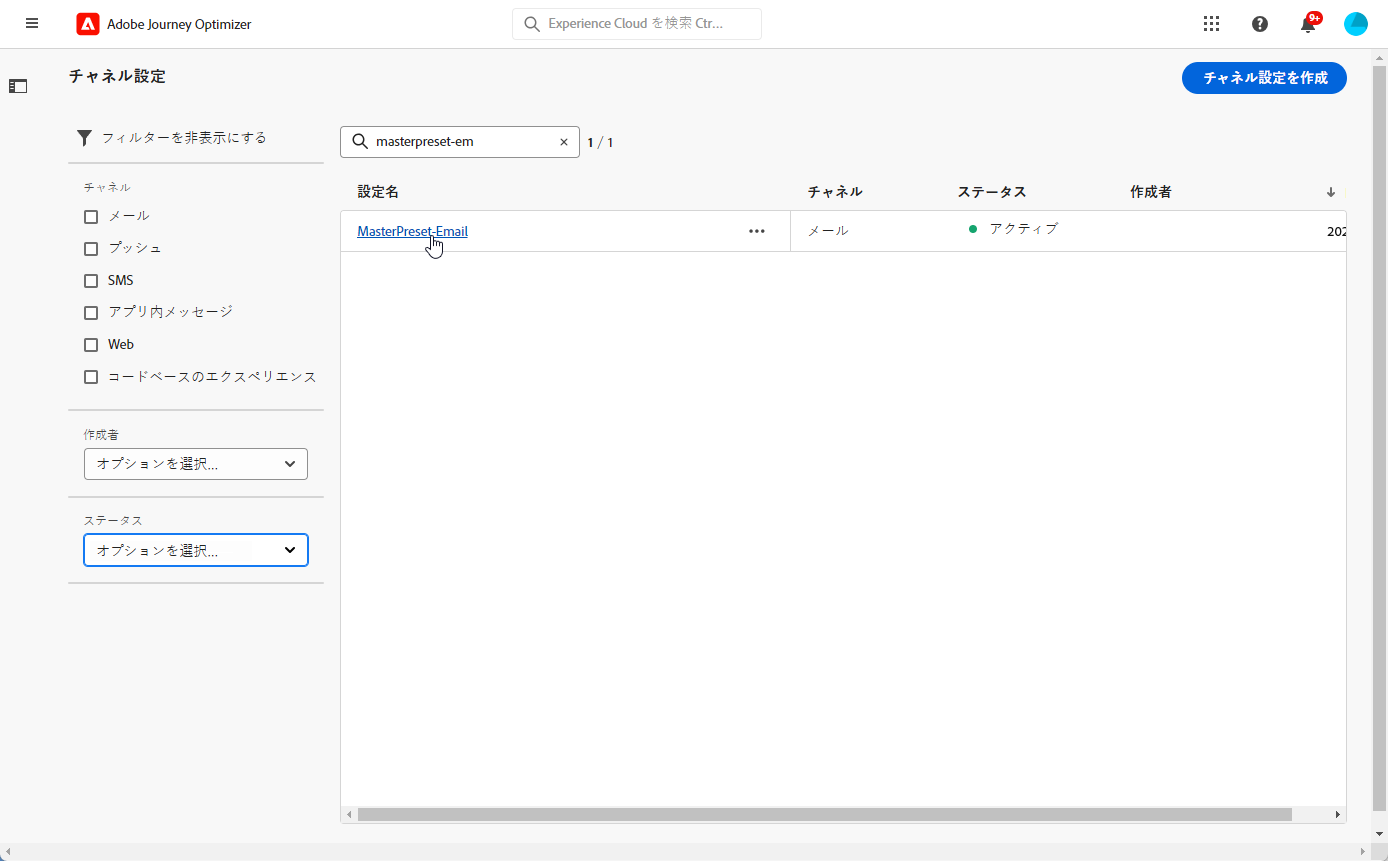 Adobe Journey Optimizer
Experience Cloud を検索 Ctr...
9+
チャネル設定
チャネル設定を作成
フィルターを非表示にする
masterpreset-em
1 / 1
チャネル
メール
プッシュ
SMS
アプリ内メッセージ
Web
コードベースのエクスペリエンス
作成者
オプションを選択...
ステータス
オプションを選択...
設定名 チャネル ステータス 作成者
MasterPreset-Email メール アクティブ 202